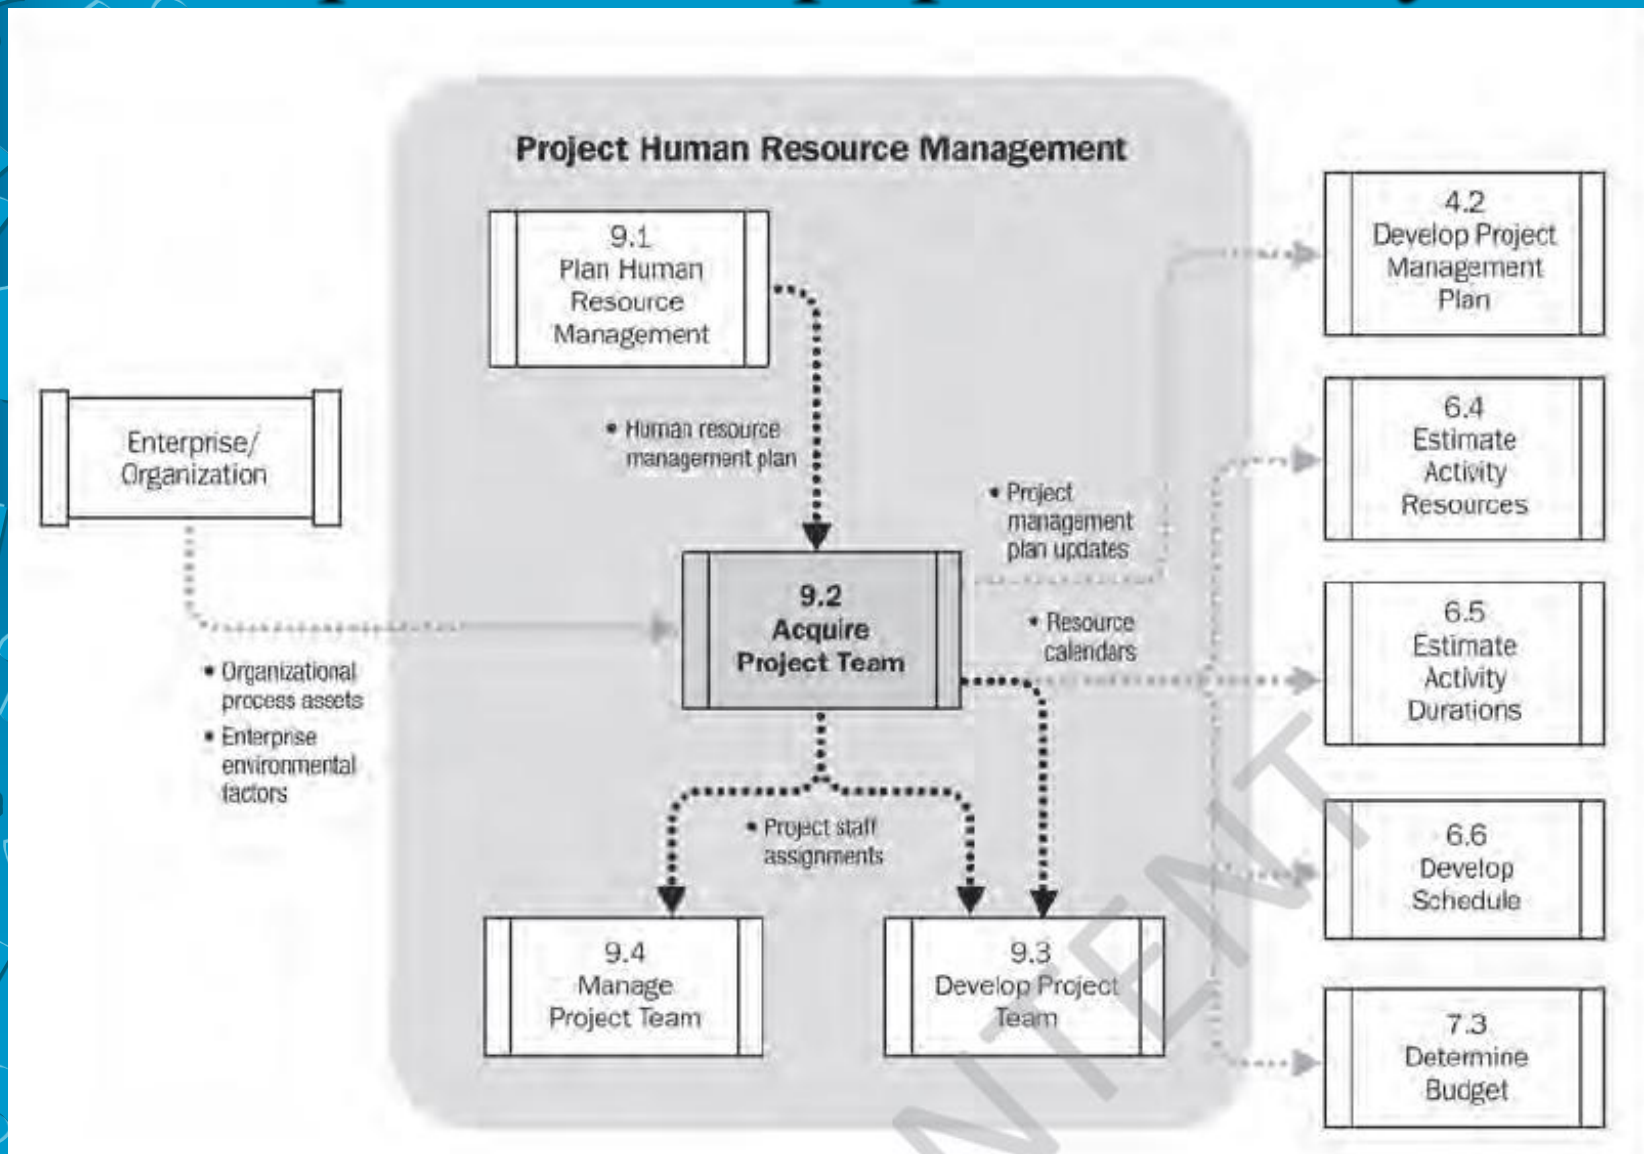 Project Human Resource Management
9.1
Plan Human
Resource
Management
4.2
Develop Project
Management
Plan
Enterprise/
Organization
• Human resource
management plan
6.4
Estimate
Activity
Resources
• Project
management
plan updates
9.2
Acquire
Project Team
• Resource
calendars
6.5
Estimate
Activity
Durations
• Organizational
process assets
• Enterprise
environmental
factors
• Project staff
assignments
6.6
Develop
Schedule
9.4
Manage
Project Team
9.3
Develop Project
Team
7.3
Determine
Budget
NTENT